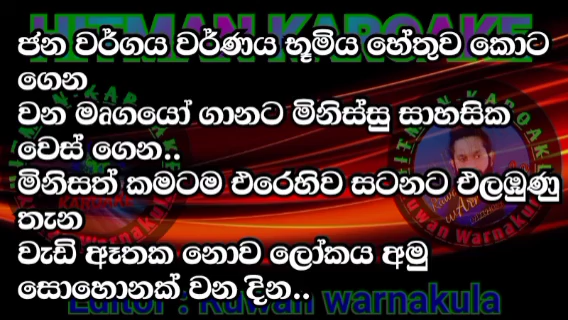 HITMAN KAROAKE
ජන වර්ගය වර්ණය භූමිය හේතුව කොට
ගෙන
වන මෘගයෝ ගානට මිනිස්සු සාහසික
වෙස් ගෙන..
මිනිසත් කමටම එරෙහිව සටනට එලඹුණු
තැන
වැඩි ඈතක නොව ලෝකය අමු
සොහොනක් වන දින..
Editor : Ruwan warnakula